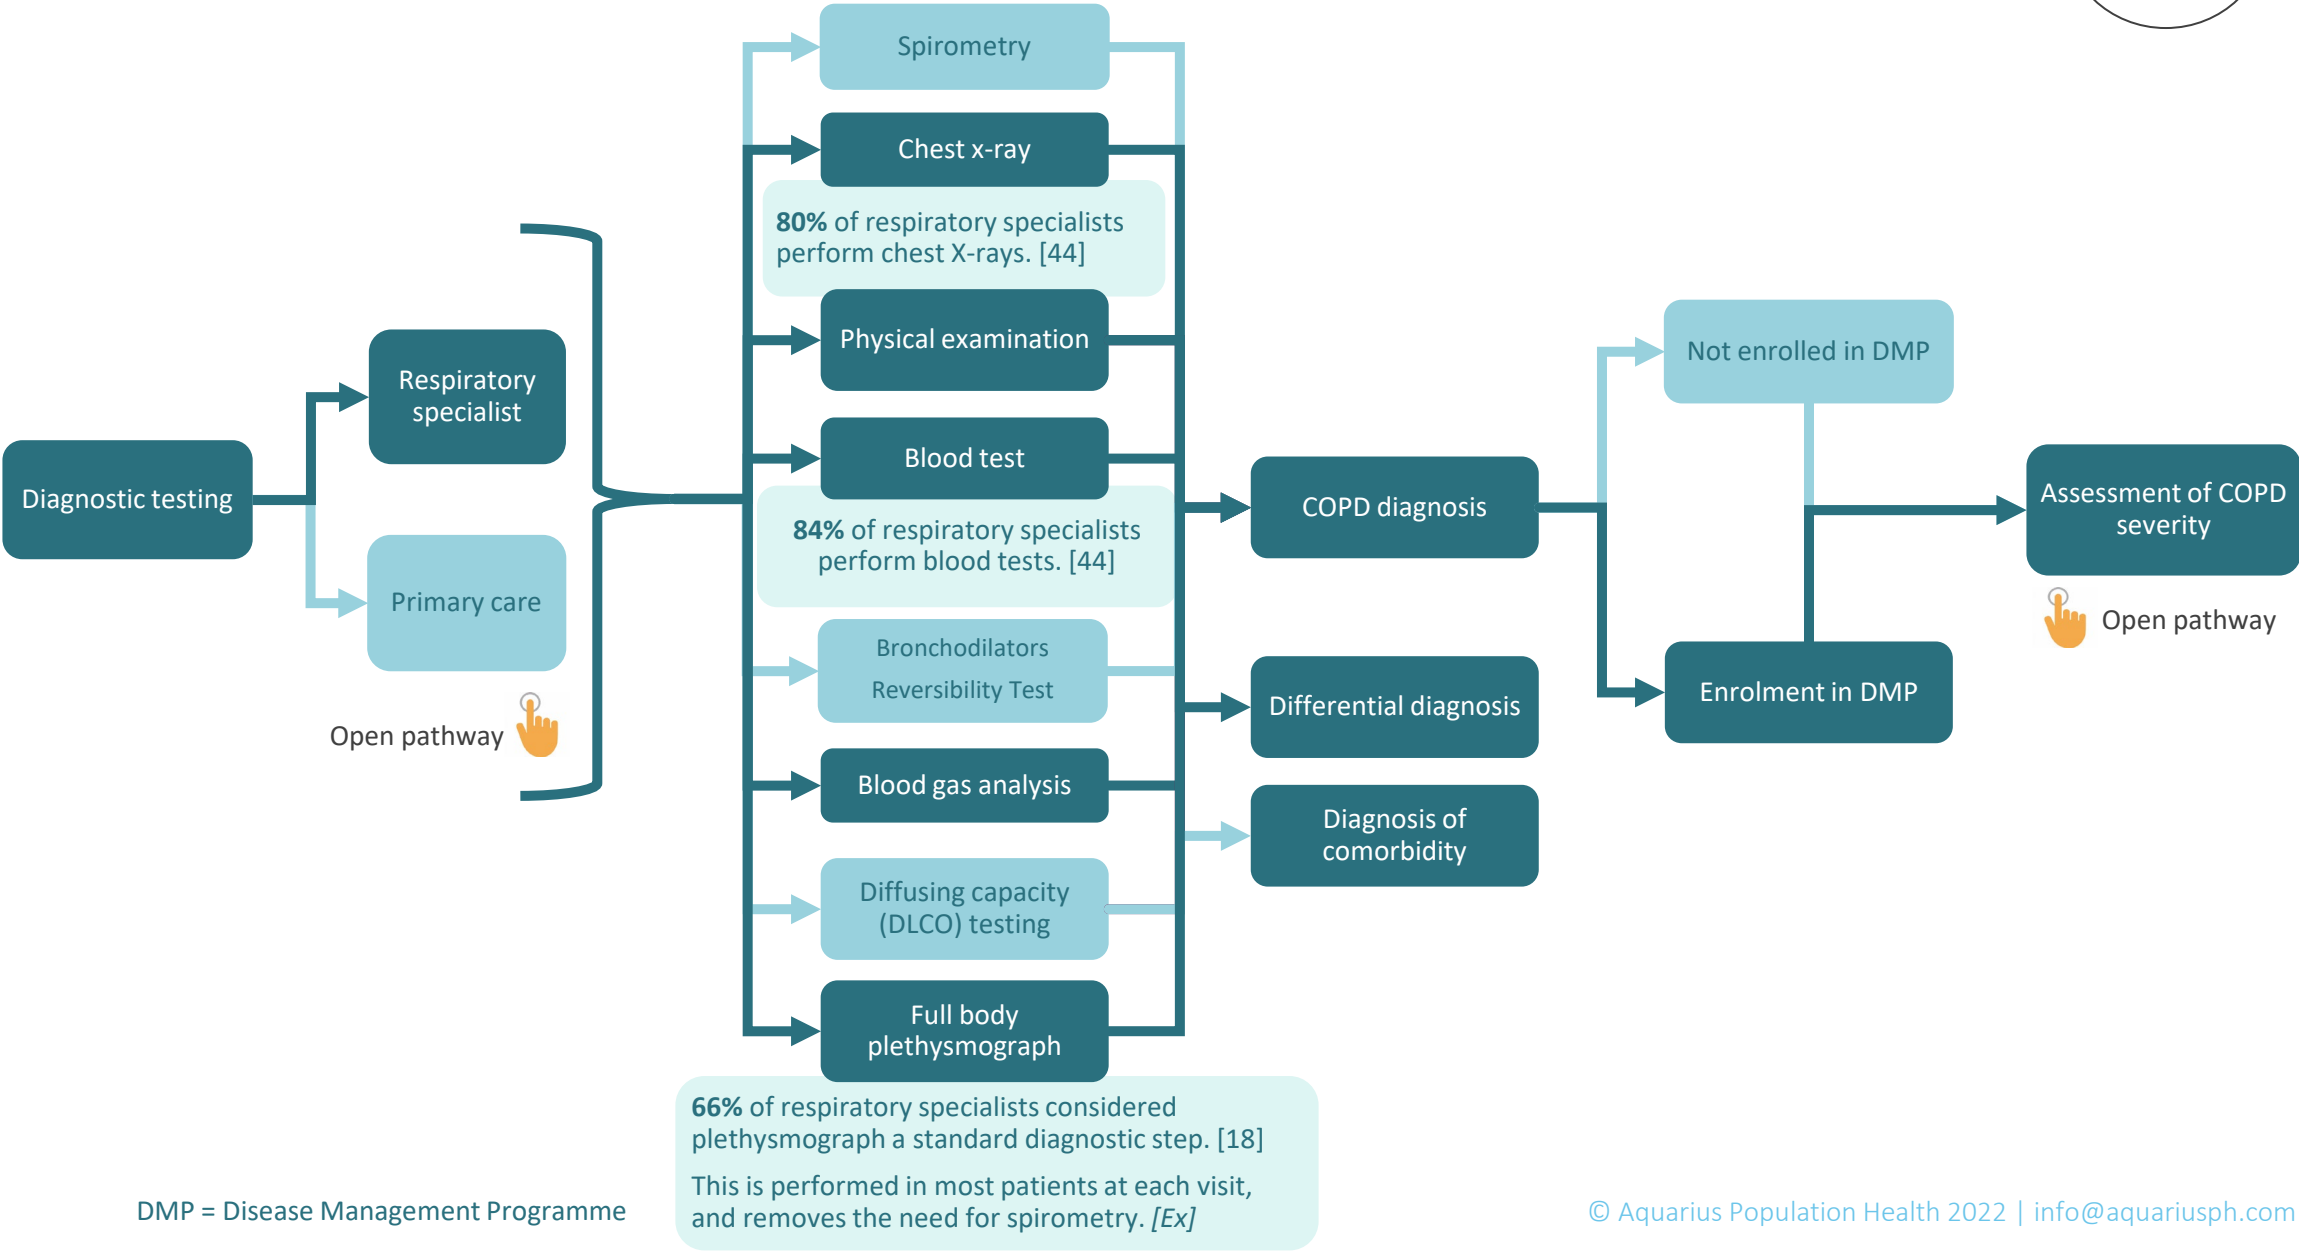 Spirometry
Chest x-ray
80% of respiratory specialists
perform chest X-rays. [44]
Physical examination
Not enrolled in DMP
Respiratory
specialist
Blood test
Diagnostic testing
COPD diagnosis
Assessment of COPD
severity
84% of respiratory specialists
perform blood tests. [44]
Primary care
Open pathway
Bronchodilators
Reversibility Test
Differential diagnosis
Enrolment in DMP
Open pathway
Blood gas analysis
Diagnosis of
comorbidity
Diffusing capacity
(DLCO) testing
Full body
plethysmograph
66% of respiratory specialists considered
plethysmograph a standard diagnostic step. [18]
This is performed in most patients at each visit,
and removes the need for spirometry. [Ex]
DMP = Disease Management Programme
© Aquarius Population Health 2022 | info@aquariusph.com